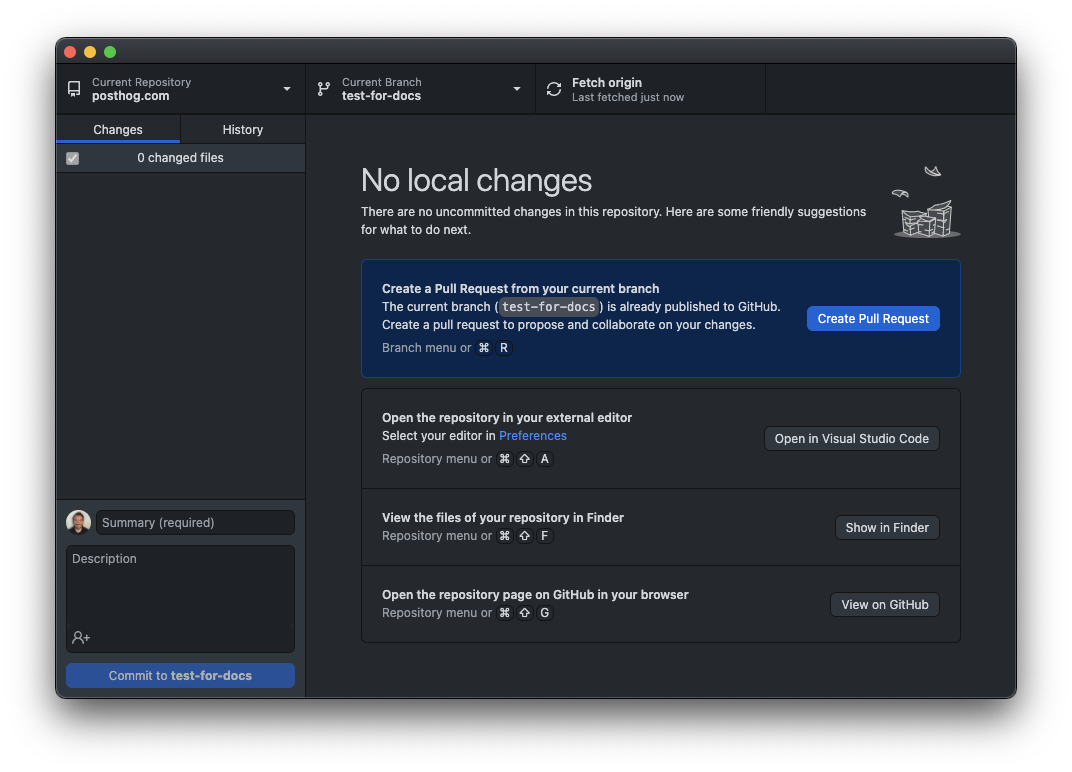 Current Repository
posthog.com
Current Branch
test-for-docs
Fetch origin
Last fetched just now
Changes
History
0 changed files
No local changes
There are no uncommitted changes in this repository. Here are some friendly suggestions
for what to do next.
Create a Pull Request from your current branch
The current branch (test-for-docs) is already published to GitHub.
Create a pull request to propose and collaborate on your changes.
Branch menu or ⌘ R
Create Pull Request
Open the repository in your external editor
Select your editor in Preferences
Repository menu or ⌘ ⇧ A
Open in Visual Studio Code
View the files of your repository in Finder
Repository menu or ⌘ ⇧ F
Show in Finder
Open the repository page on GitHub in your browser
Repository menu or ⌘ ⇧ G
View on GitHub
Summary (required)
Description
Commit to test-for-docs